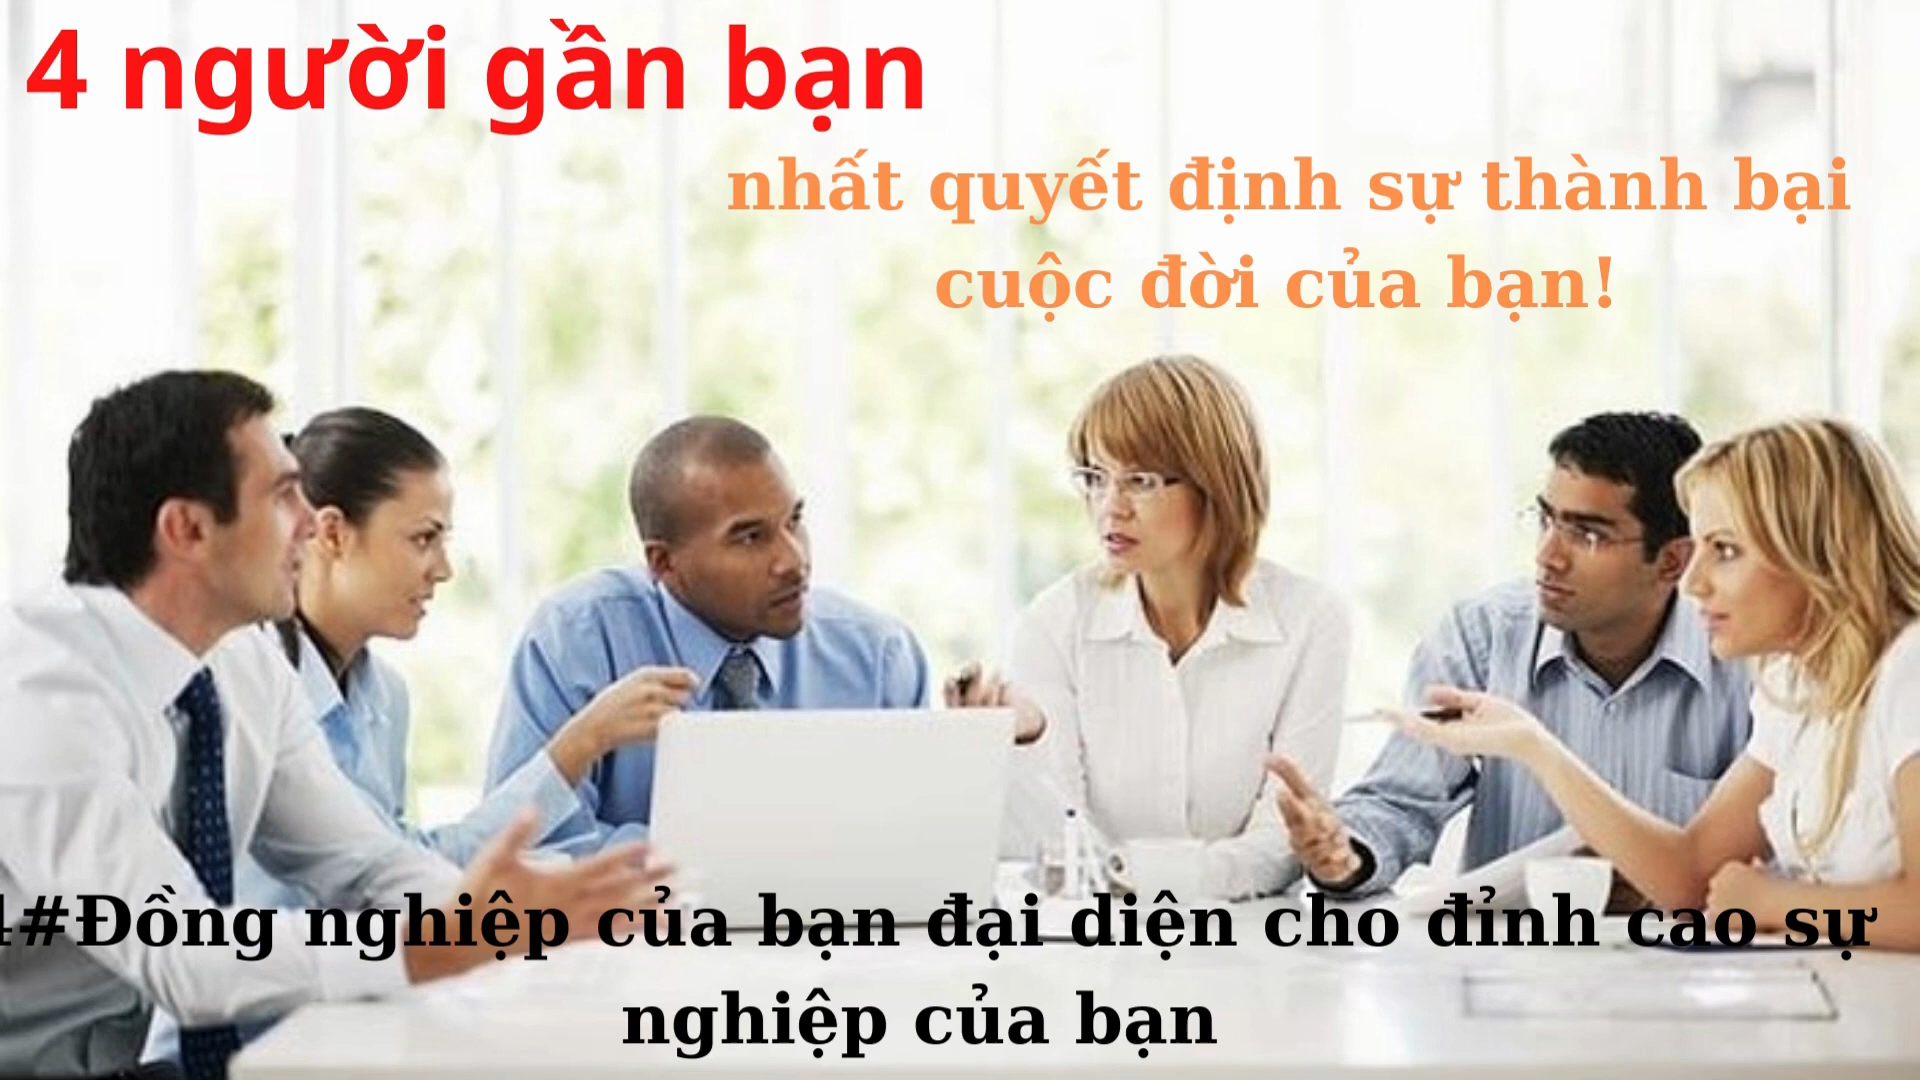 4 người gần bạn
nhất quyết định sự thành bại
cuộc đời của bạn!
4#Đồng nghiệp của bạn đại diện cho đỉnh cao sự
nghiệp của bạn